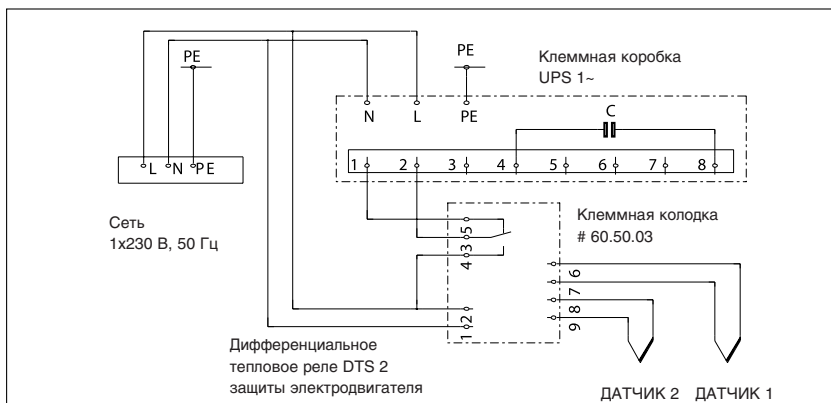 PE
PE
Клеммная коробка
UPS 1~
N L PE
C
1 2 3 4 5 6 7 8
L N PE
Сеть
1x230 В, 50 Гц
Клеммная колодка
# 60.50.03
5
3
4
6
7
8
9
2
1
Дифференциальное
тепловое реле DTS 2
защиты электродвигателя
ДАТЧИК 2 ДАТЧИК 1